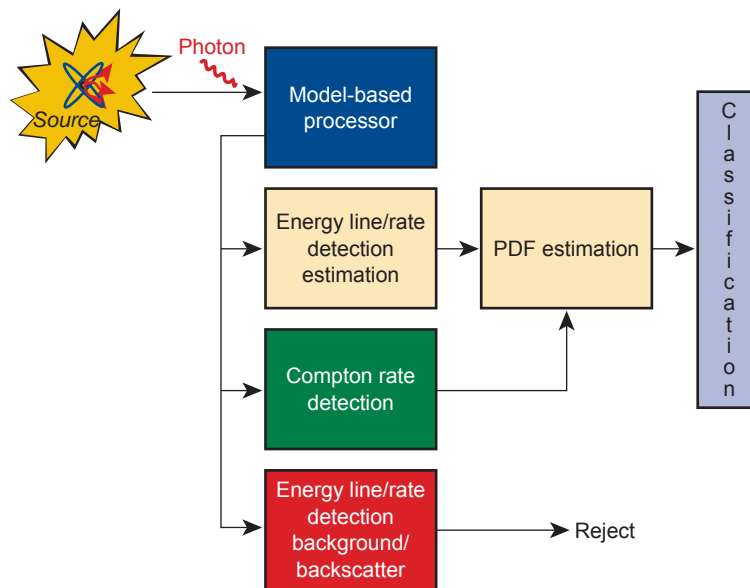 Photon
Source
Model-based
processor
Energy line/rate
detection
estimation
PDF estimation
Classification
Compton rate
detection
Energy line/rate
detection
background/
backscatter
Reject